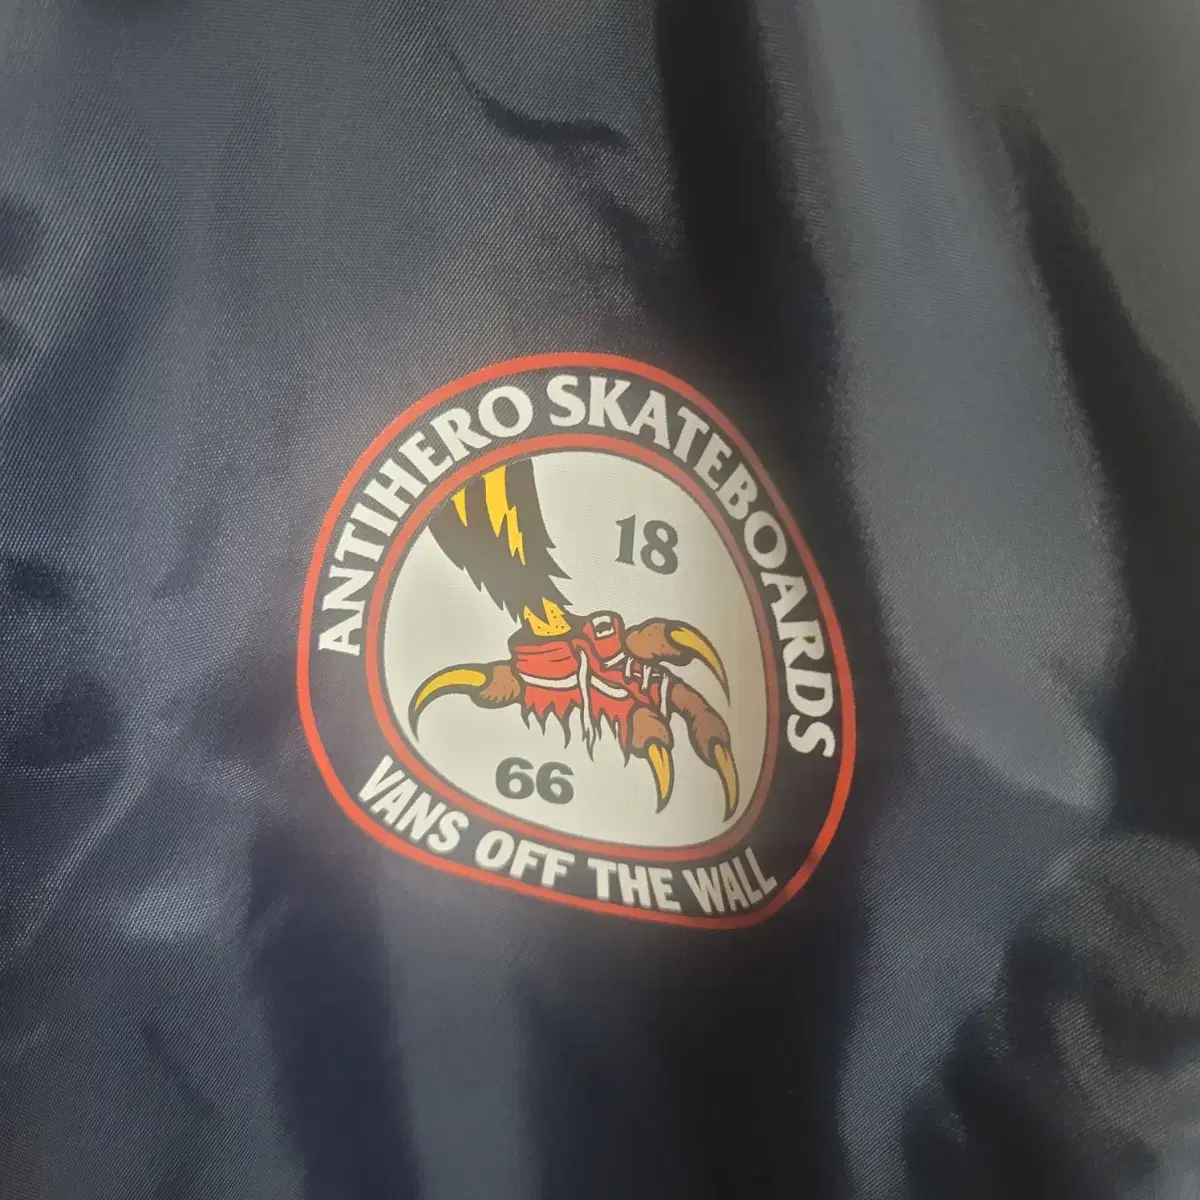 ANTIHERO SKATEBOARDS
18
66
VANS OFF THE WALL